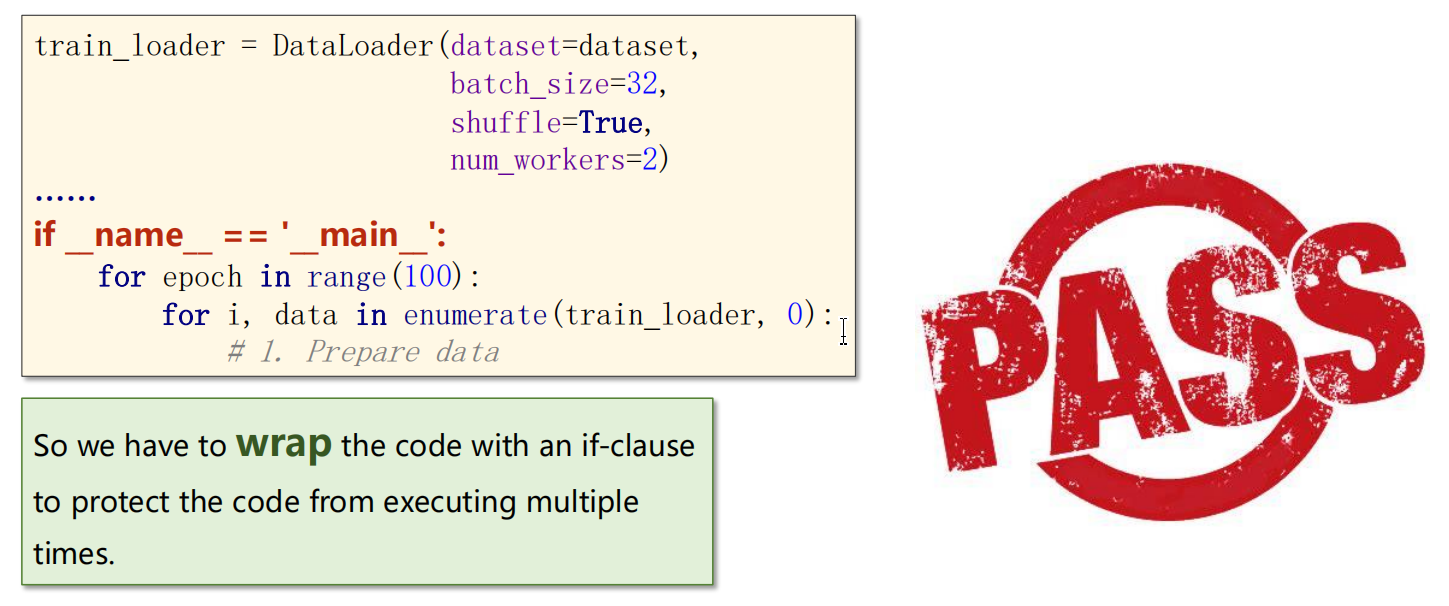 train_loader = DataLoader(dataset=dataset,
                          batch_size=32,
                          shuffle=True,
                          num_workers=2)
......
if __name__ == '__main__':
    for epoch in range(100):
        for i, data in enumerate(train_loader, 0):
            # 1. Prepare data
So we have to wrap the code with an if-clause
to protect the code from executing multiple
times.
PASS